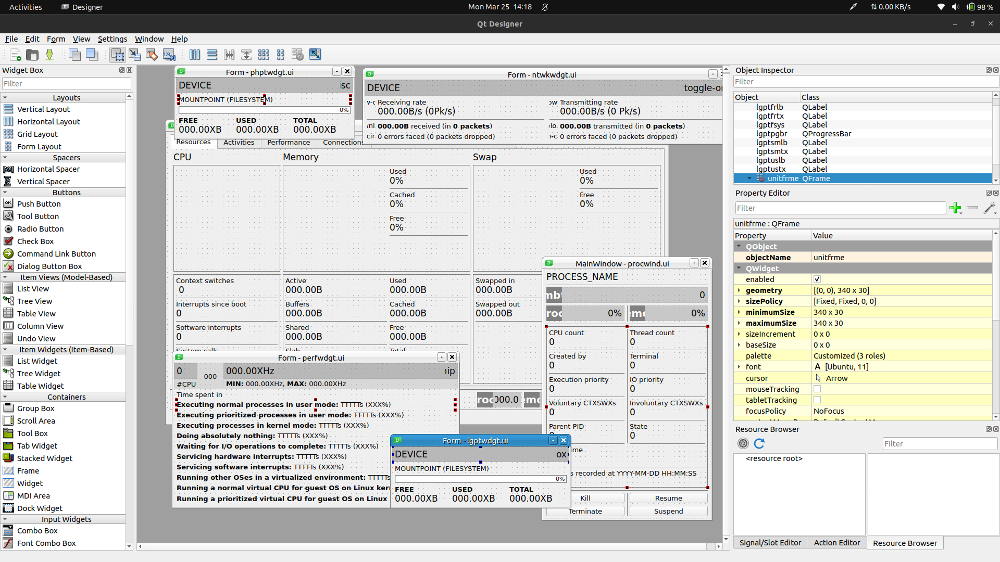 Activities Designer Mon Mar 25 14:18 0.00 KB/s 98 %
Qt Designer
File Edit Form View Settings Window Help
Widget Box
Filter
Layouts
Vertical Layout
Horizontal Layout
Grid Layout
Form Layout
Spacers
Horizontal Spacer
Vertical Spacer
Buttons
Push Button
Tool Button
Radio Button
Check Box
Command Link Button
Dialog Button Box
Item Views (Model-Based)
List View
Tree View
Table View
Column View
Undo View
Item Widgets (Item-Based)
List Widget
Tree Widget
Table Widget
Containers
Group Box
Scroll Area
Tool Box
Tab Widget
Stacked Widget
Frame
Widget
MDI Area
Dock Widget
Input Widgets
Combo Box
Font Combo Box
Form - phptwdgt.ui
DEVICE sc
MOUNTPOINT (FILESYSTEM)
0%
FREE USED TOTAL
000.00XB 000.00XB 000.00XB
Form - ntwkwdgt.ui
DEVICE toggle-o
Receiving rate Transmitting rate
000.00B/s (0Pk/s) 000.00B/s (0 Pk/s)
000.00B received (in 0 packets) 000.00B transmitted (in 0 packets)
0 errors faced (0 packets dropped) 0 errors faced (0 packets dropped)
Resources Activities Performance Connections
CPU Memory Swap
Used Used
0% 0%
Cached Free
0% 0%
Free
0%
Context switches Active Used Swapped in
0 000.00B 000.00B 000.00B
Interrupts since boot Buffers Cached Swapped out
0 000.00B 000.00B 000.00B
Software interrupts Shared Free
0 000.00B 000.00B
System calls Slab Total
000.0
MainWindow - procwind.ui
PROCESS_NAME
0
0% 0%
CPU count Thread count
0 0
Created by Terminal
0 0
Execution priority IO priority
0 0
Voluntary CTXSWXs Involuntary CTXSWXs
0 0
Parent PID State
0
me
s recorded at YYYY-MM-DD HH:MM:SS
Kill Resume
Terminate Suspend
Form - perfwdgt.ui
0 000 000.00XHz
#CPU MIN: 000.00XHz, MAX: 000.00XHz
Time spent in
Executing normal processes in user mode: TTTTTs (XXX%)
Executing prioritized processes in user mode: TTTTTs (XXX%)
Executing processes in kernel mode: TTTTTs (XXX%)
Doing absolutely nothing: TTTTTs (XXX%)
Waiting for I/O operations to complete: TTTTTs (XXX%)
Servicing hardware interrupts: TTTTTs (XXX%)
Servicing software interrupts: TTTTTs (XXX%)
Running other OSes in a virtualized environment: TTTTTs
Running a normal virtual CPU for guest OS on Linux ker
Running a prioritized virtual CPU for guest OS on Linux
Form - lgptwdgt.ui
DEVICE ox
MOUNTPOINT (FILESYSTEM)
0%
FREE USED TOTAL
000.00XB 000.00XB 000.00XB
Object Inspector
Filter
Object Class
lgptfrlb QLabel
lgptfrtx QLabel
lgptfsys QLabel
lgptpgbr QProgressBar
lgptsmlb QLabel
lgptsmtx QLabel
lgptuslb QLabel
lgptustx QLabel
unitfrme QFrame
Property Editor
Filter
unitfrme : QFrame
Property Value
QObject
objectName unitfrme
QWidget
enabled
geometry [(0, 0), 340 x 30]
sizePolicy [Fixed, Fixed, 0, 0]
minimumSize 340 x 30
maximumSize 340 x 30
sizeIncrement 0 x 0
baseSize 0 x 0
palette Customized (3 roles)
font A [Ubuntu, 11]
cursor Arrow
mouseTracking
tabletTracking
focusPolicy NoFocus
Resource Browser
Filter
<resource root>
Signal/Slot Editor Action Editor Resource Browser